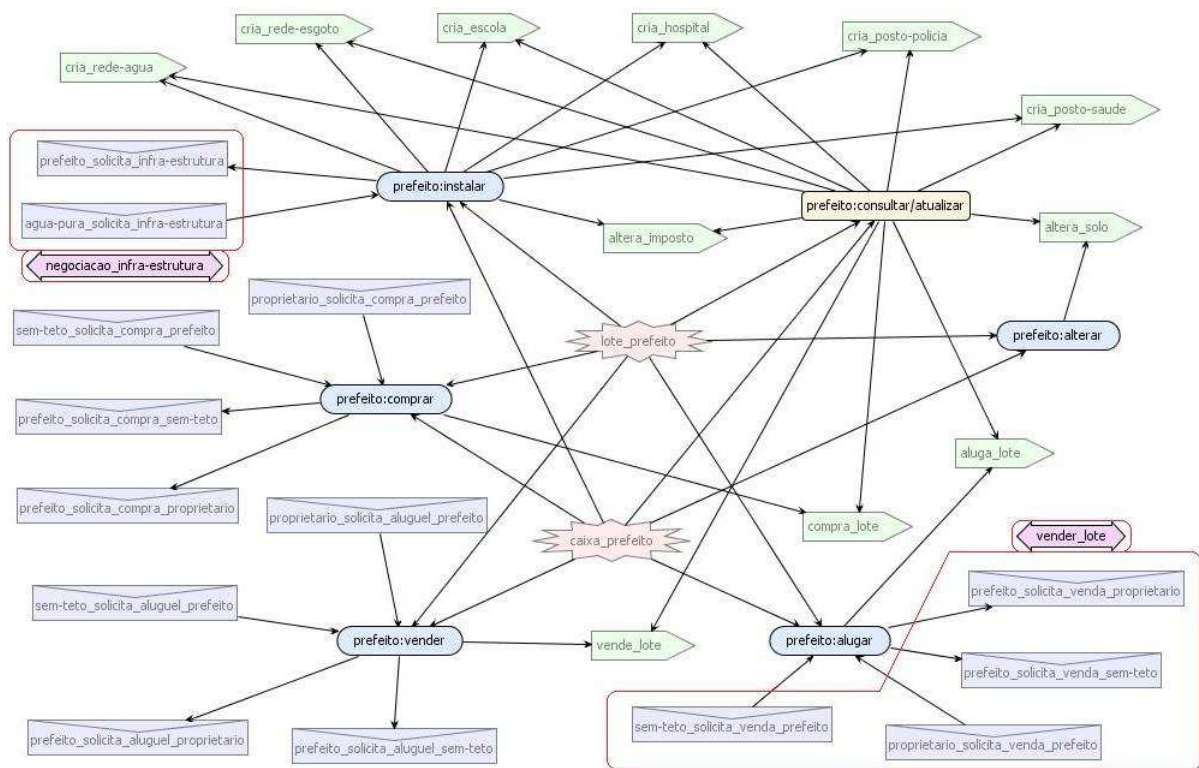 cria_rede-esgoto
cria_escola
cria_hospital
cria_posto-policia
cria_rede-agua
cria_posto-saude
prefeito_solicita_infra-estrutura
prefeito:instalar
prefeito:consultar/atualizar
agua-pura_solicita_infra-estrutura
altera_imposto
altera_solo
negociacao_infra-estrutura
proprietario_solicita_compra_prefeito
sem-teto_solicita_compra_prefeito
lote_prefeito
prefeito:alterar
prefeito:comprar
prefeito_solicita_compra_sem-teto
aluga_lote
prefeito_solicita_compra_proprietario
proprietario_solicita_aluguel_prefeito
compra_lote
caixa_prefeito
vender_lote
prefeito_solicita_venda_proprietario
sem-teto_solicita_aluguel_prefeito
prefeito:vender
vende_lote
prefeito:alugar
prefeito_solicita_venda_sem-teto
sem-teto_solicita_venda_prefeito
prefeito_solicita_aluguel_proprietario
prefeito_solicita_aluguel_sem-teto
proprietario_solicita_venda_prefeito